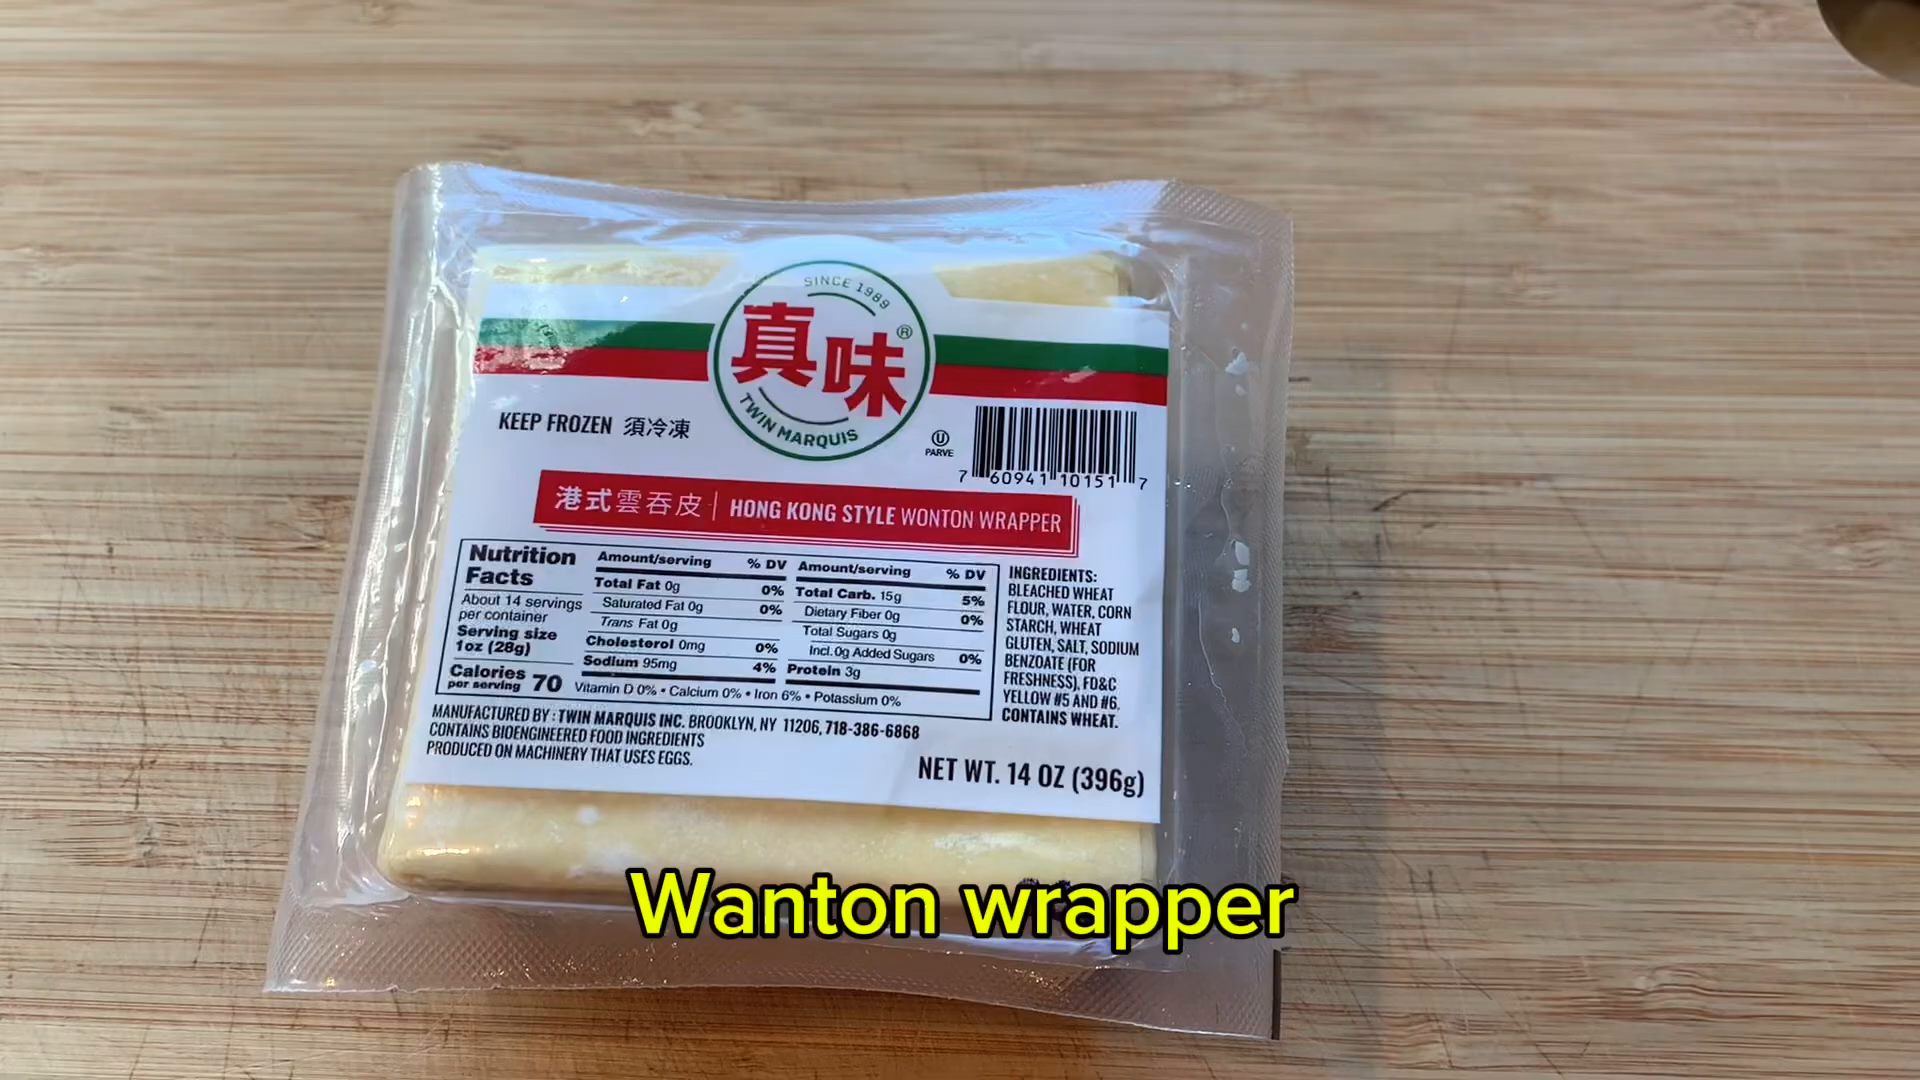 SINCE 1989
真味®
TWIN MARQUIS
KEEP FROZEN 須冷凍
U
PARVE
7 60941 10151 7
港式雲吞皮 | HONG KONG STYLE WONTON WRAPPER
Nutrition
Facts
About 14 servings
per container
Serving size
1oz (28g)
Calories
per serving 70
Amount/serving % DV
Total Fat 0g 0%
Saturated Fat 0g 0%
Trans Fat 0g
Cholesterol 0mg 0%
Sodium 95mg 4%
Amount/serving % DV
Total Carb. 15g 5%
Dietary Fiber 0g 0%
Total Sugars 0g
Incl. 0g Added Sugars 0%
Protein 3g
Vitamin D 0% • Calcium 0% • Iron 6% • Potassium 0%
INGREDIENTS:
BLEACHED WHEAT
FLOUR, WATER, CORN
STARCH, WHEAT
GLUTEN, SALT, SODIUM
BENZOATE (FOR
FRESHNESS), FD&C
YELLOW #5 AND #6.
CONTAINS WHEAT.
MANUFACTURED BY : TWIN MARQUIS INC. BROOKLYN, NY 11206, 718-386-6868
CONTAINS BIOENGINEERED FOOD INGREDIENTS
PRODUCED ON MACHINERY THAT USES EGGS.
NET WT. 14 OZ (396g)
Wanton wrapper